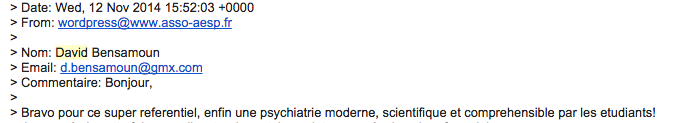 > Date: Wed, 12 Nov 2014 15:52:03 +0000
> From: wordpress@www.asso-aesp.fr
>
> Nom: David Bensamoun
> Email: d.bensamoun@gmx.com
> Commentaire: Bonjour,
>
> Bravo pour ce super referentiel, enfin une psychiatrie moderne, scientifique et comprehensible par les etudiants!